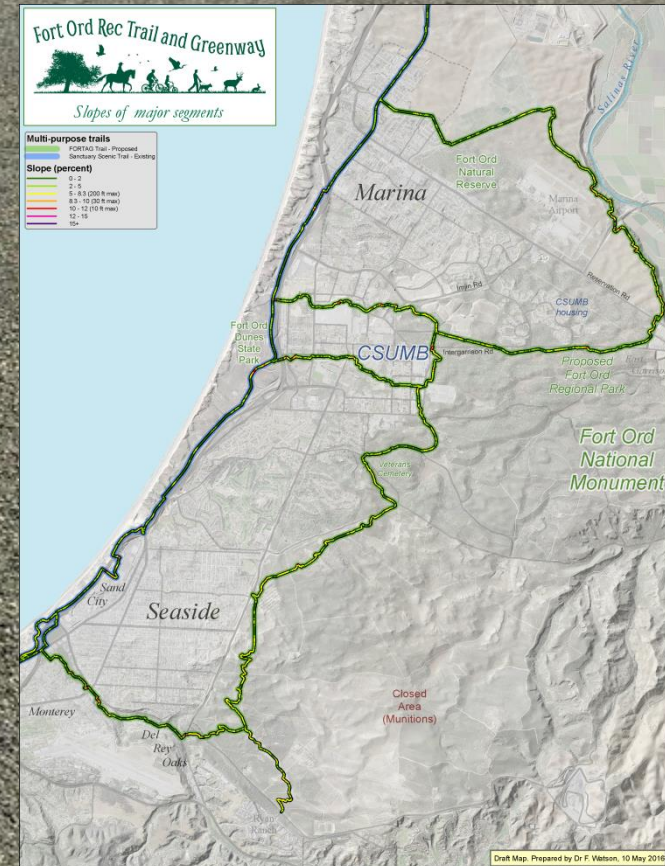 Fort Ord Rec Trail and Greenway
Slopes of major segments
Multi-purpose trails
FORTAG Trail - Proposed
Sanctuary Scenic Trail - Existing
Slope (percent)
0 - 2
2 - 5
5 - 8.3 (200 ft max)
8.3 - 10 (30 ft max)
10 - 12 (10 ft max)
12 - 15
15+
Salinas River
Fort Ord
Natural
Reserve
Marina
Marina
Airport
Reservation Rd
Imjin Rd
CSUMB
housing
Fort Ord
Dunes
State
Park
CSUMB
Intergarrison Rd
Proposed
Fort Ord
Regional Park
Fort Ord
National
Monument
Veterans
Cemetery
Sand
City
Seaside
Closed
Area
(Munitions)
Monterey
Del
Rey
Oaks
Ryan
Ranch
Draft Map. Prepared by Dr F. Watson, 10 May 2016